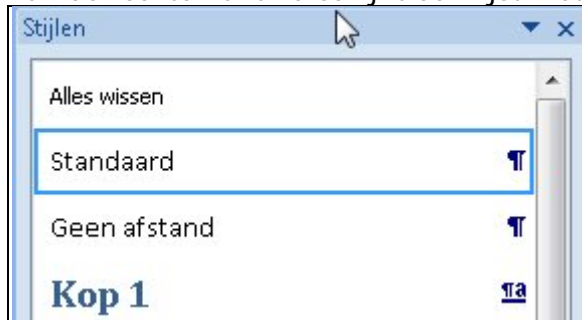 Stijlen
Alles wissen
Standaard ¶
Geen afstand ¶
Kop 1 ¶a